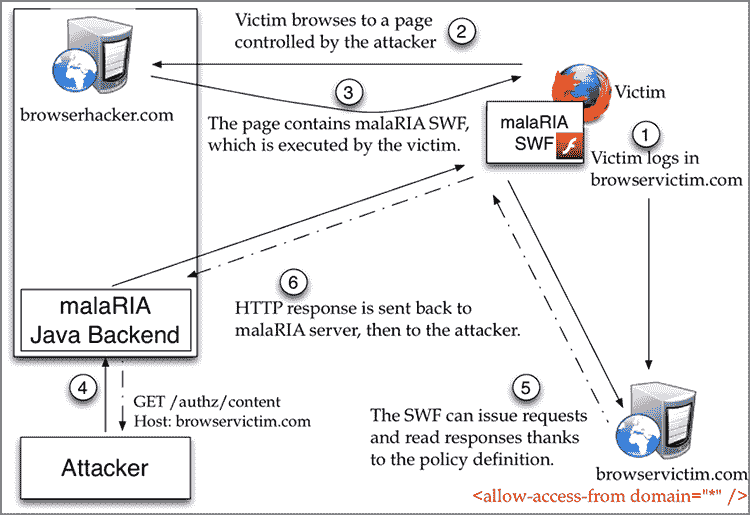 Victim browses to a page
controlled by the attacker
2
browserhacker.com
3
The page contains malaRIA SWF,
which is executed by the victim.
Victim
malaRIA
SWF
1
Victim logs in
browservictim.com
6
HTTP response is sent back to
malaRIA server, then to the attacker.
malaRIA
Java Backend
4
GET /authz/content
Host: browservictim.com
Attacker
5
The SWF can issue requests
and read responses thanks
to the policy definition.
browservictim.com
<allow-access-from domain="*" />